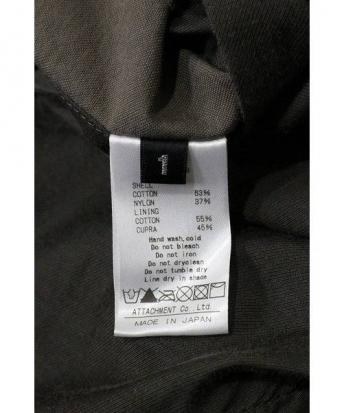 SHELL
COTTON 63%
NYLON 37%
LINING
COTTON 55%
CUPRA 45%
Hand wash,cold
Do not bleach
Do not iron
Do not dryclean
Do not tumble dry
Line dry in shade
ATTACHMENT Co.,Ltd.
MADE IN JAPAN